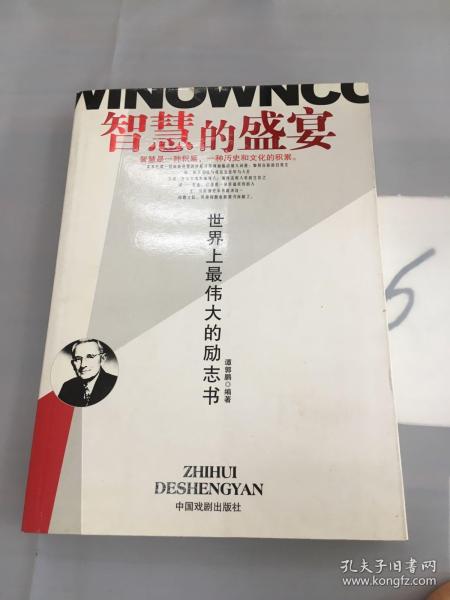 WINOWNCO
智慧的盛宴
智慧是一种积攒，一种历史和文化的积累。
世界上最伟大的励志书
谭郭鹏◎编著
ZHIHUI
DESHENGYAN
中国戏剧出版社
5
孔夫子旧书网
www.kongfz.com